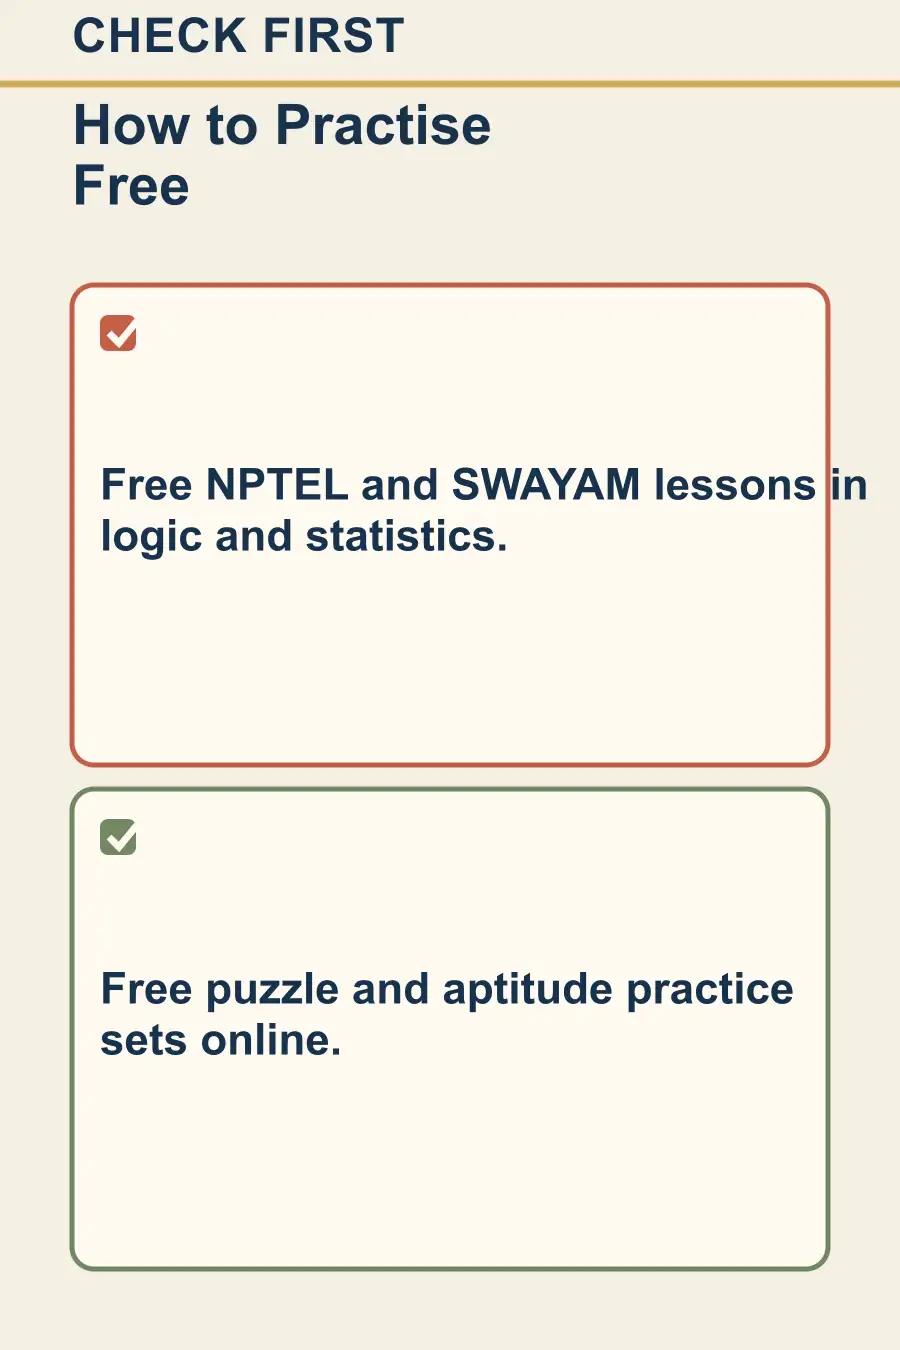 CHECK FIRST
How to Practise
Free
Free NPTEL and SWAYAM lessons in
logic and statistics.
Free puzzle and aptitude practice
sets online.